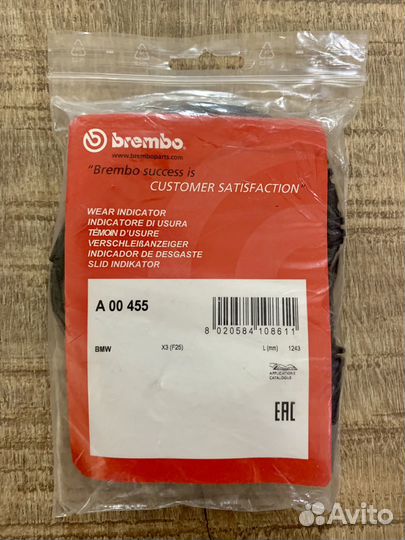 brembo
www.bremboparts.com
"Brembo success is
CUSTOMER SATISFACTION"
WEAR INDICATOR
INDICATORE DI USURA
TÉMOIN D'USURE
VERSCHLEIßANZEIGER
INDICADOR DE DESGASTE
SLID INDIKATOR
A 00 455
8 020584 108611
BMW X3 (F25) L (mm) 1243
APPLICATIONS
CATALOGUE
EAC
Avito